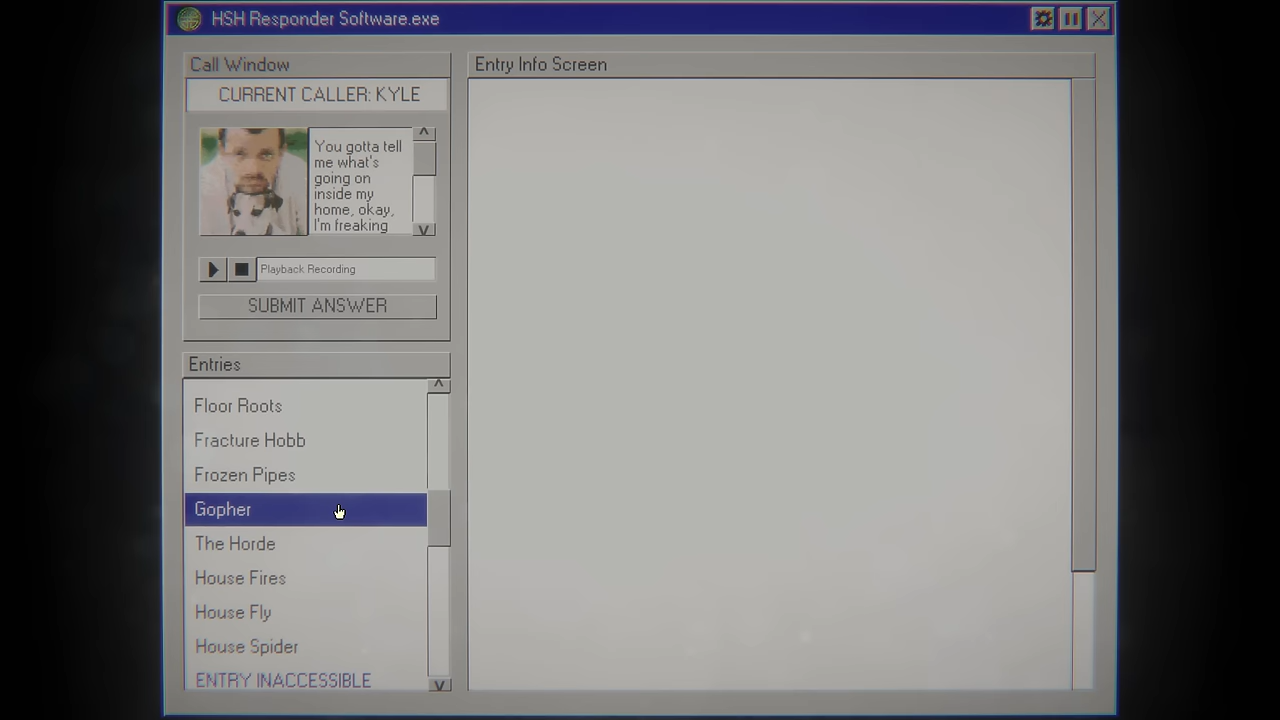 HSH Responder Software.exe
Call Window
CURRENT CALLER: KYLE
You gotta tell
me what's
going on
inside my
home, okay,
I'm freaking
Playback Recording
SUBMIT ANSWER
Entries
Floor Roots
Fracture Hobb
Frozen Pipes
Gopher
The Horde
House Fires
House Fly
House Spider
ENTRY INACCESSIBLE
Entry Info Screen